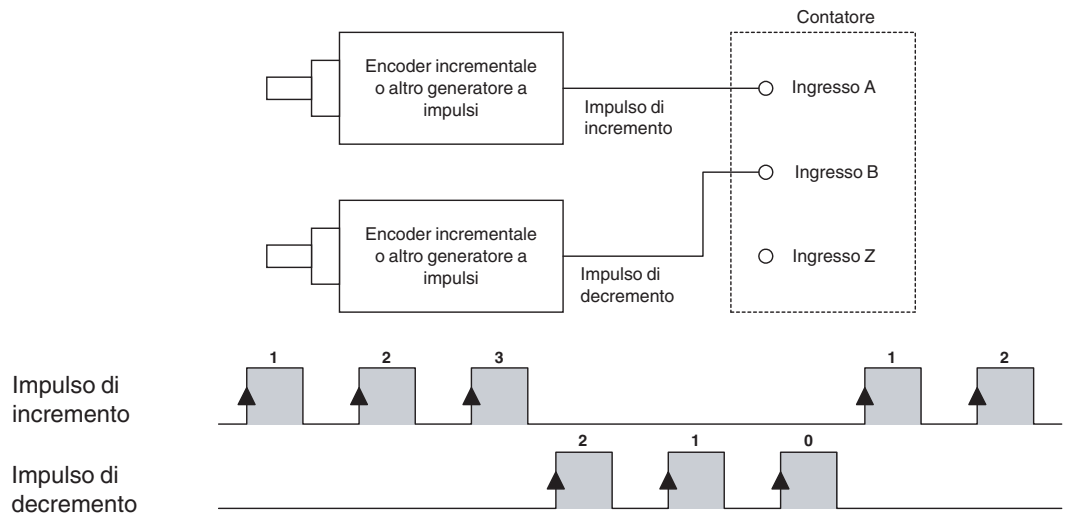 Contatore
Encoder incrementale
o altro generatore a
impulsi
Impulso di
incremento
Ingresso A
Ingresso B
Encoder incrementale
o altro generatore a
impulsi
Impulso di
decremento
Ingresso Z
1 2 3 1 2
Impulso di
incremento
2 1 0
Impulso di
decremento